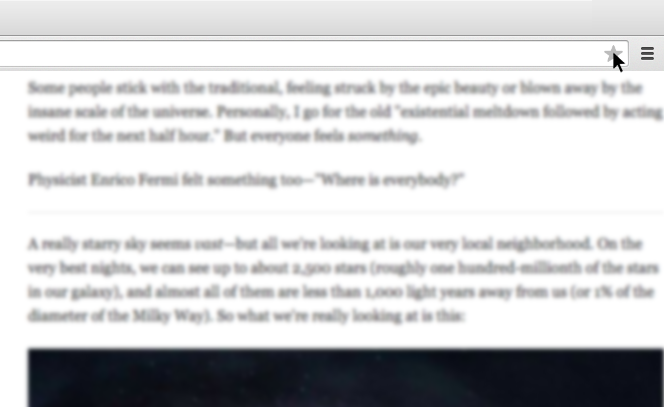 Some people stick with the traditional, feeling struck by the epic beauty or blown away by the
insane scale of the universe. Personally, I go for the old "existential meltdown followed by acting
weird for the next half hour." But everyone feels something.
Physicist Enrico Fermi felt something too—"Where is everybody?"
A really starry sky seems vast—but all we're looking at is our very local neighborhood. On the
very best nights, we can see up to about 2,500 stars (roughly one hundred-millionth of the stars
in our galaxy), and almost all of them are less than 1,000 light years away from us (or 1% of the
diameter of the Milky Way). So what we're really looking at is this: